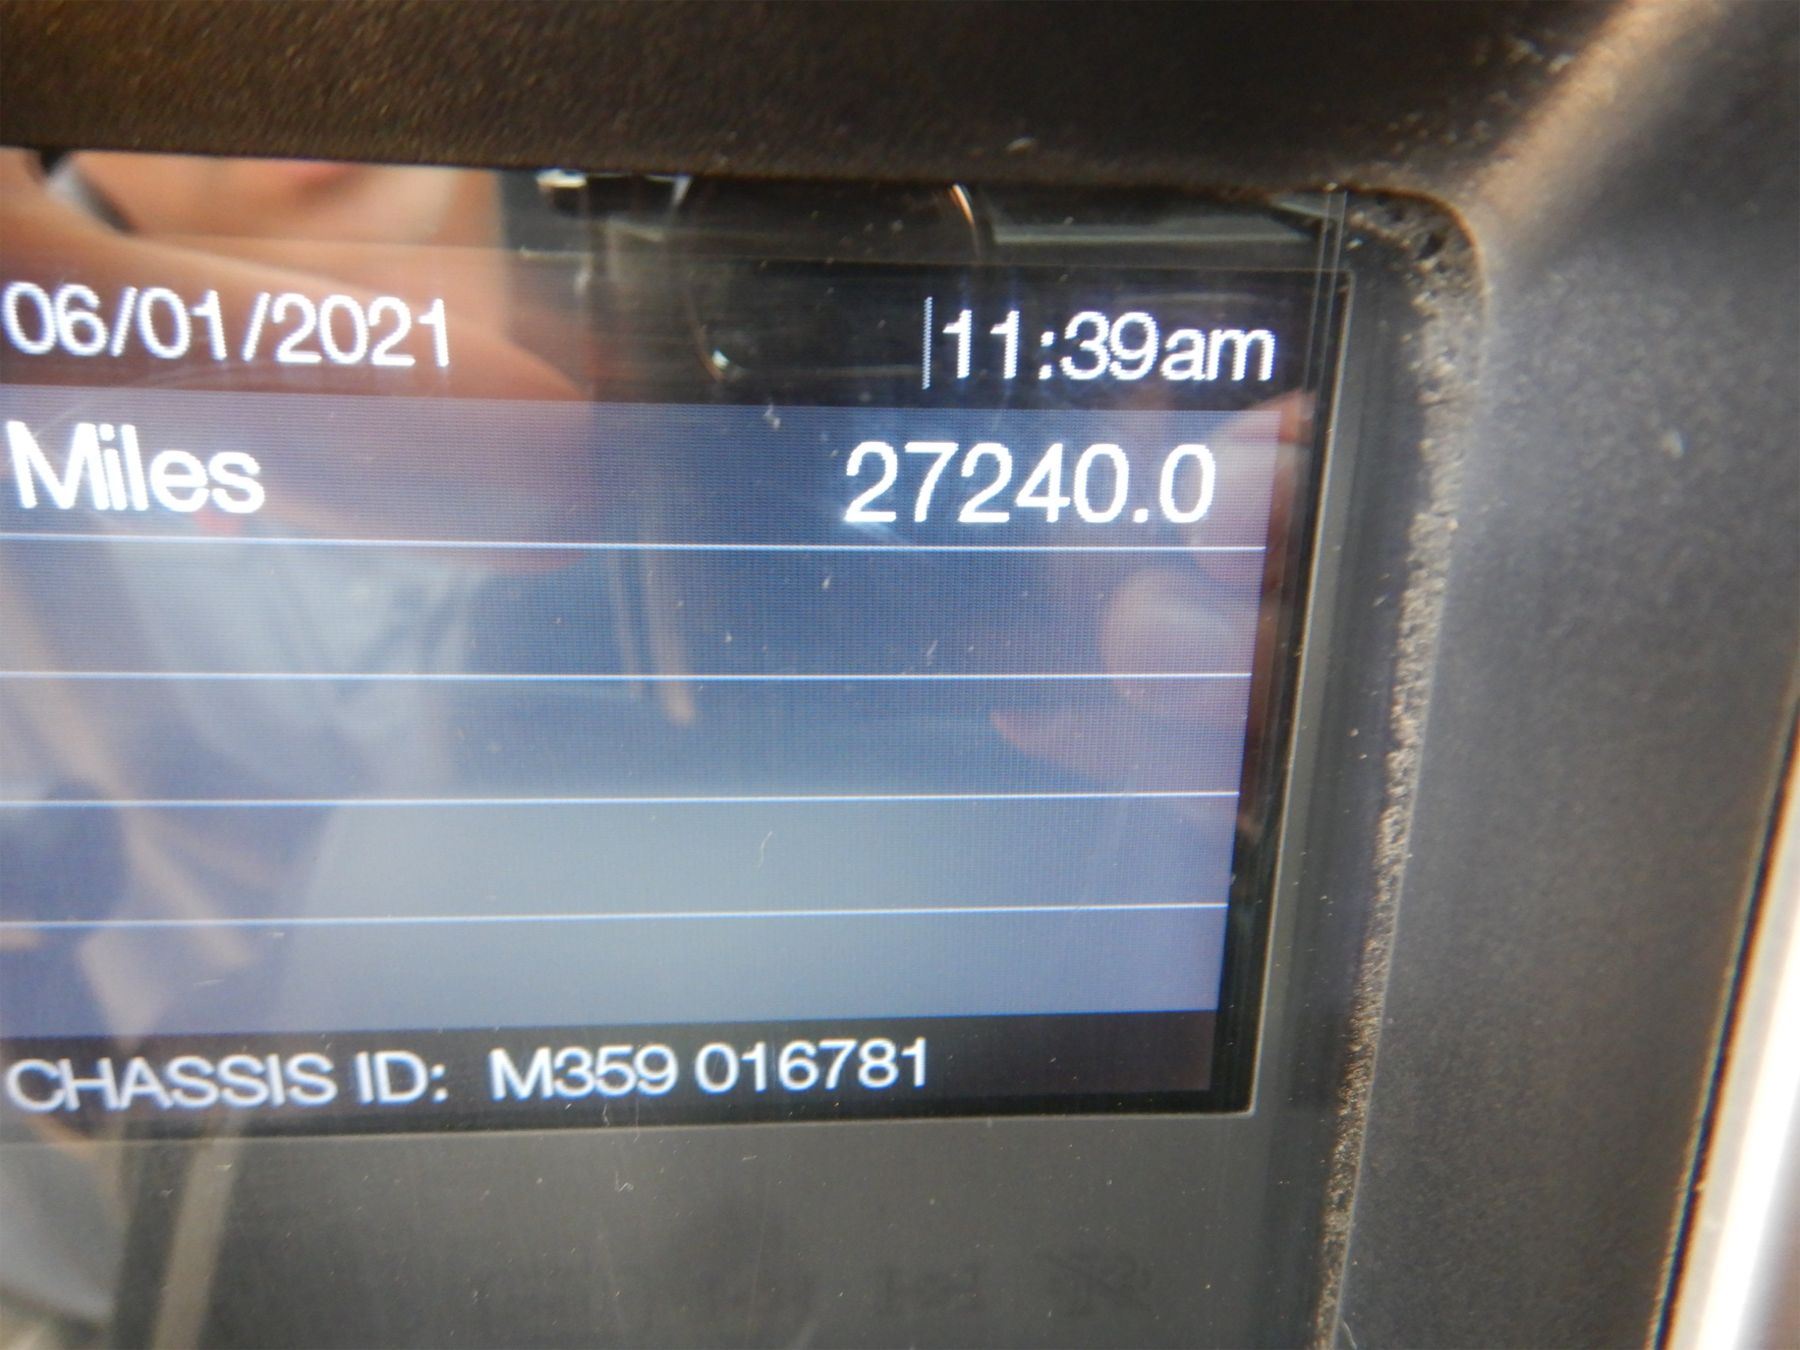 06/01/2021 11:39am
Miles 27240.0
CHASSIS ID: M359 016781